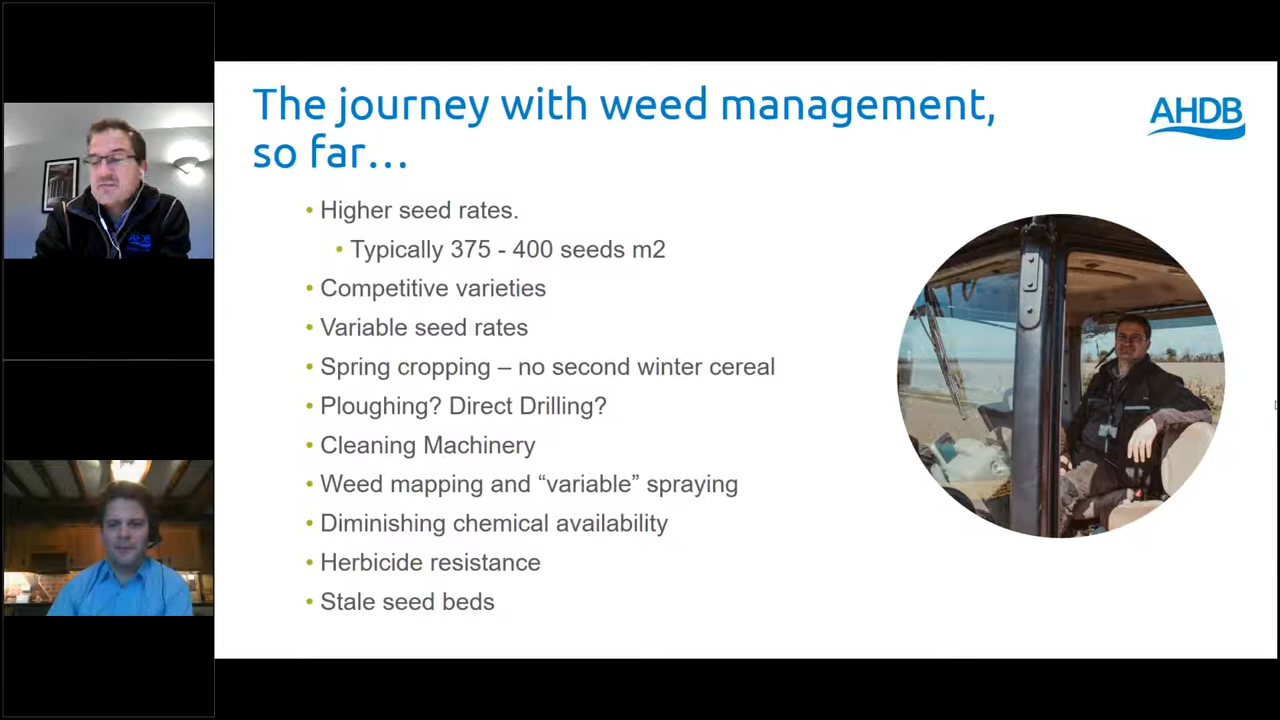 The journey with weed management,
so far…
AHDB
• Higher seed rates.
• Typically 375 - 400 seeds m2
• Competitive varieties
• Variable seed rates
• Spring cropping – no second winter cereal
• Ploughing? Direct Drilling?
• Cleaning Machinery
• Weed mapping and “variable” spraying
• Diminishing chemical availability
• Herbicide resistance
• Stale seed beds
AHDB